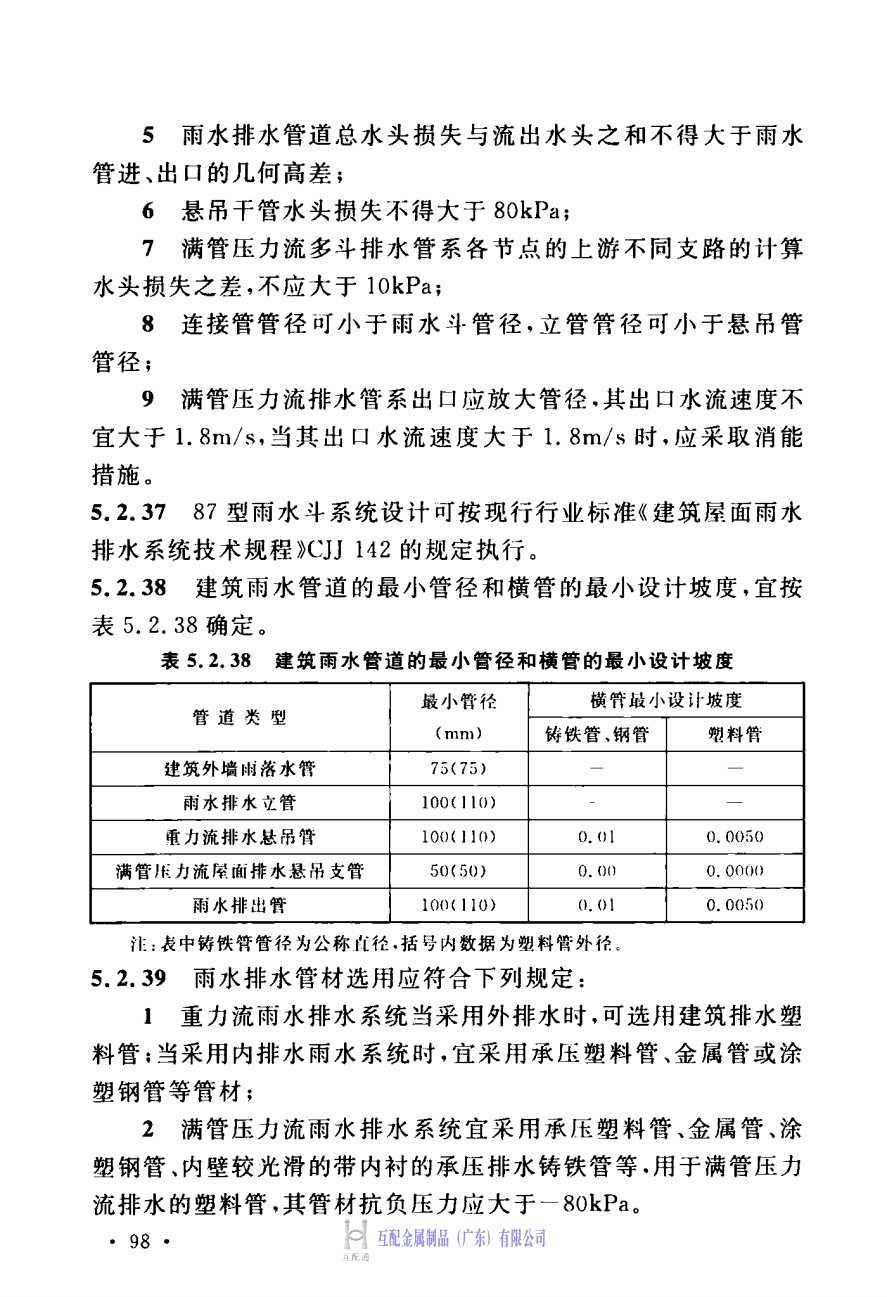 5 雨水排水管道总水头损失与流出水头之和不得大于雨水
管进、出口的几何高差；
6 悬吊干管水头损失不得大于 80kPa；
7 满管压力流多斗排水管系各节点的上游不同支路的计算
水头损失之差，不应大于 10kPa；
8 连接管管径可小于雨水斗管径，立管管径可小于悬吊管
管径；
9 满管压力流排水管系出口应放大管径，其出口水流速度不
宜大于 1.8m/s，当其出口水流速度大于 1.8m/s 时，应采取消能
措施。
5.2.37 87 型雨水斗系统设计可按现行行业标准《建筑屋面雨水
排水系统技术规程》CJJ 142 的规定执行。
5.2.38 建筑雨水管道的最小管径和横管的最小设计坡度，宜按
表 5.2.38 确定。
表 5.2.38 建筑雨水管道的最小管径和横管的最小设计坡度
管道类型 最小管径 横管最小设计坡度
(mm) 铸铁管、钢管 塑料管
建筑外墙雨落水管 75(75) — —
雨水排水立管 100(110) - —
重力流排水悬吊管 100(110) 0.01 0.0050
满管压力流屋面排水悬吊支管 50(50) 0.00 0.0000
雨水排出管 100(110) 0.01 0.0050
注：表中铸铁管管径为公称直径，括号内数据为塑料管外径。
5.2.39 雨水排水管材选用应符合下列规定：
1 重力流雨水排水系统当采用外排水时，可选用建筑排水塑
料管；当采用内排水雨水系统时，宜采用承压塑料管、金属管或涂
塑钢管等管材；
2 满管压力流雨水排水系统宜采用承压塑料管、金属管、涂
塑钢管、内壁较光滑的带内衬的承压排水铸铁管等，用于满管压力
流排水的塑料管，其管材抗负压力应大于－80kPa。
· 98 ·
互配金属制品（广东）有限公司
互配通